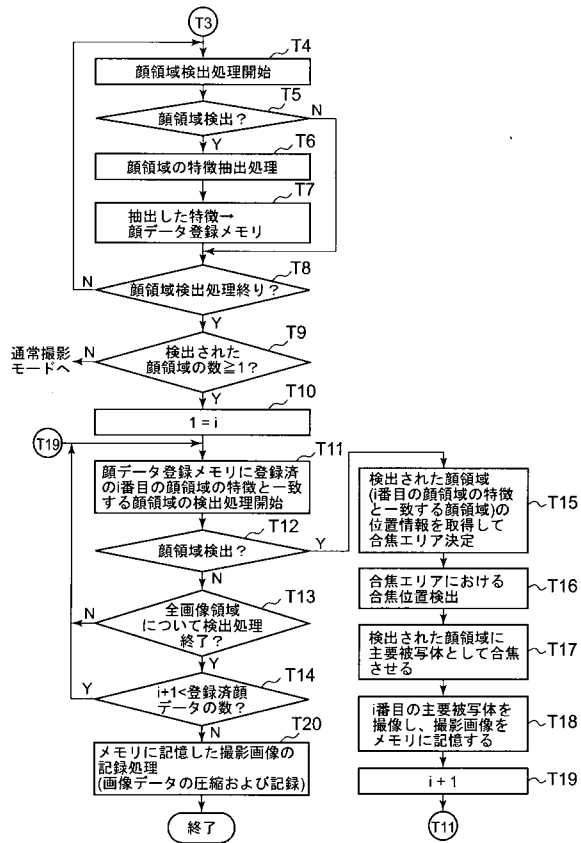 T3
T4
顔領域検出処理開始
T5
顔領域検出?
N
Y
T6
顔領域の特徴抽出処理
T7
抽出した特徴→
顔データ登録メモリ
T8
N
顔領域検出処理終り?
Y
T9
通常撮影
モードへ
N
検出された
顔領域の数≧1?
Y
T10
1=i
T19
T11
顔データ登録メモリに登録済
のi番目の顔領域の特徴と一致
する顔領域の検出処理開始
T12
顔領域検出?
Y
N
T13
N
全画像領域
について検出処理
終了?
Y
T14
Y
i+1<登録済顔
データの数?
N
T20
メモリに記憶した撮影画像の
記録処理
(画像データの圧縮および記録)
終了
検出された顔領域
(i番目の顔領域の特徴
と一致する顔領域)の
位置情報を取得して
合焦エリア決定
T15
合焦エリアにおける
合焦位置検出
T16
検出された顔領域に
主要被写体として合焦
させる
T17
i番目の主要被写体を
撮像し、撮影画像を
メモリに記憶する
T18
i+1
T19
T11